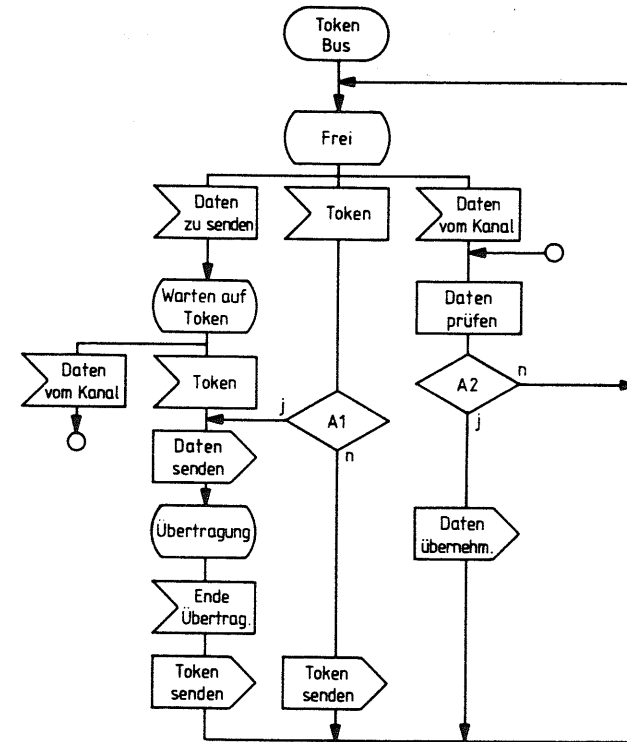 Token
Bus
Frei
Daten
zu senden
Token
Daten
vom Kanal
Warten auf
Token
Daten
prüfen
Daten
vom Kanal
Token
j
A1
n
A2
n
j
Daten
senden
Übertragung
Daten
übernehm.
Ende
Übertrag.
Token
senden
Token
senden